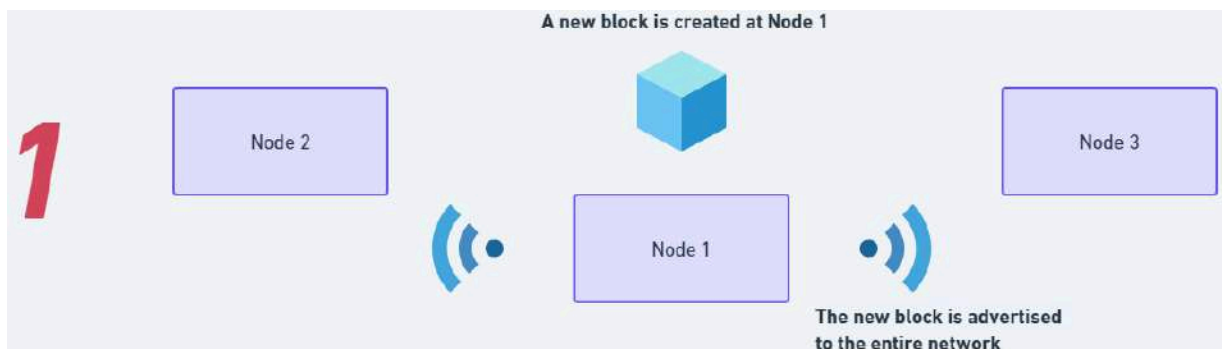 A new block is created at Node 1
1
Node 2
Node 3
Node 1
The new block is advertised
to the entire network